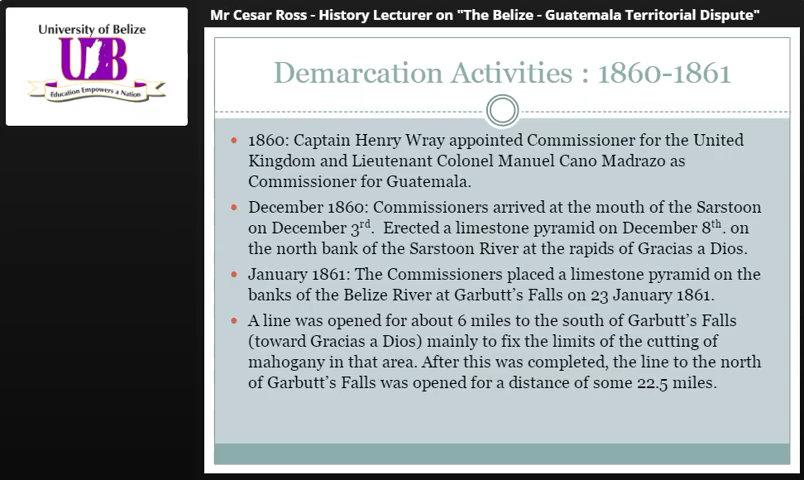 Mr Cesar Ross - History Lecturer on "The Belize - Guatemala Territorial Dispute"
University of Belize
UB
Education Empowers a Nation
Demarcation Activities : 1860-1861
1860: Captain Henry Wray appointed Commissioner for the United
Kingdom and Lieutenant Colonel Manuel Cano Madrazo as
Commissioner for Guatemala.
December 1860: Commissioners arrived at the mouth of the Sarstoon
on December 3rd. Erected a limestone pyramid on December 8th. on
the north bank of the Sarstoon River at the rapids of Gracias a Dios.
January 1861: The Commissioners placed a limestone pyramid on the
banks of the Belize River at Garbutt's Falls on 23 January 1861.
A line was opened for about 6 miles to the south of Garbutt's Falls
(toward Gracias a Dios) mainly to fix the limits of the cutting of
mahogany in that area. After this was completed, the line to the north
of Garbutt's Falls was opened for a distance of some 22.5 miles.